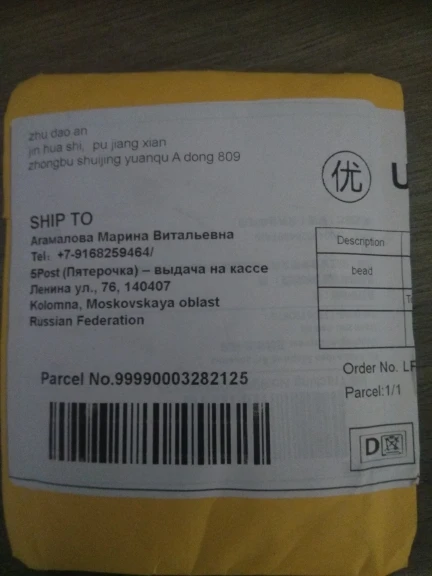 zhu dao an
jin hua shi, pu jiang xian
zhongbu shuijing yuanqu A dong 809
优
U
SHIP TO
Агамалова Марина Витальевна
Tel: +7-9168259464/
5Post (Пятерочка) – выдача на кассе
Ленина ул., 76, 140407
Kolomna, Moskovskaya oblast
Russian Federation
Description
bead
Parcel No.99990003282125
Order No. LF
Parcel:1/1
D